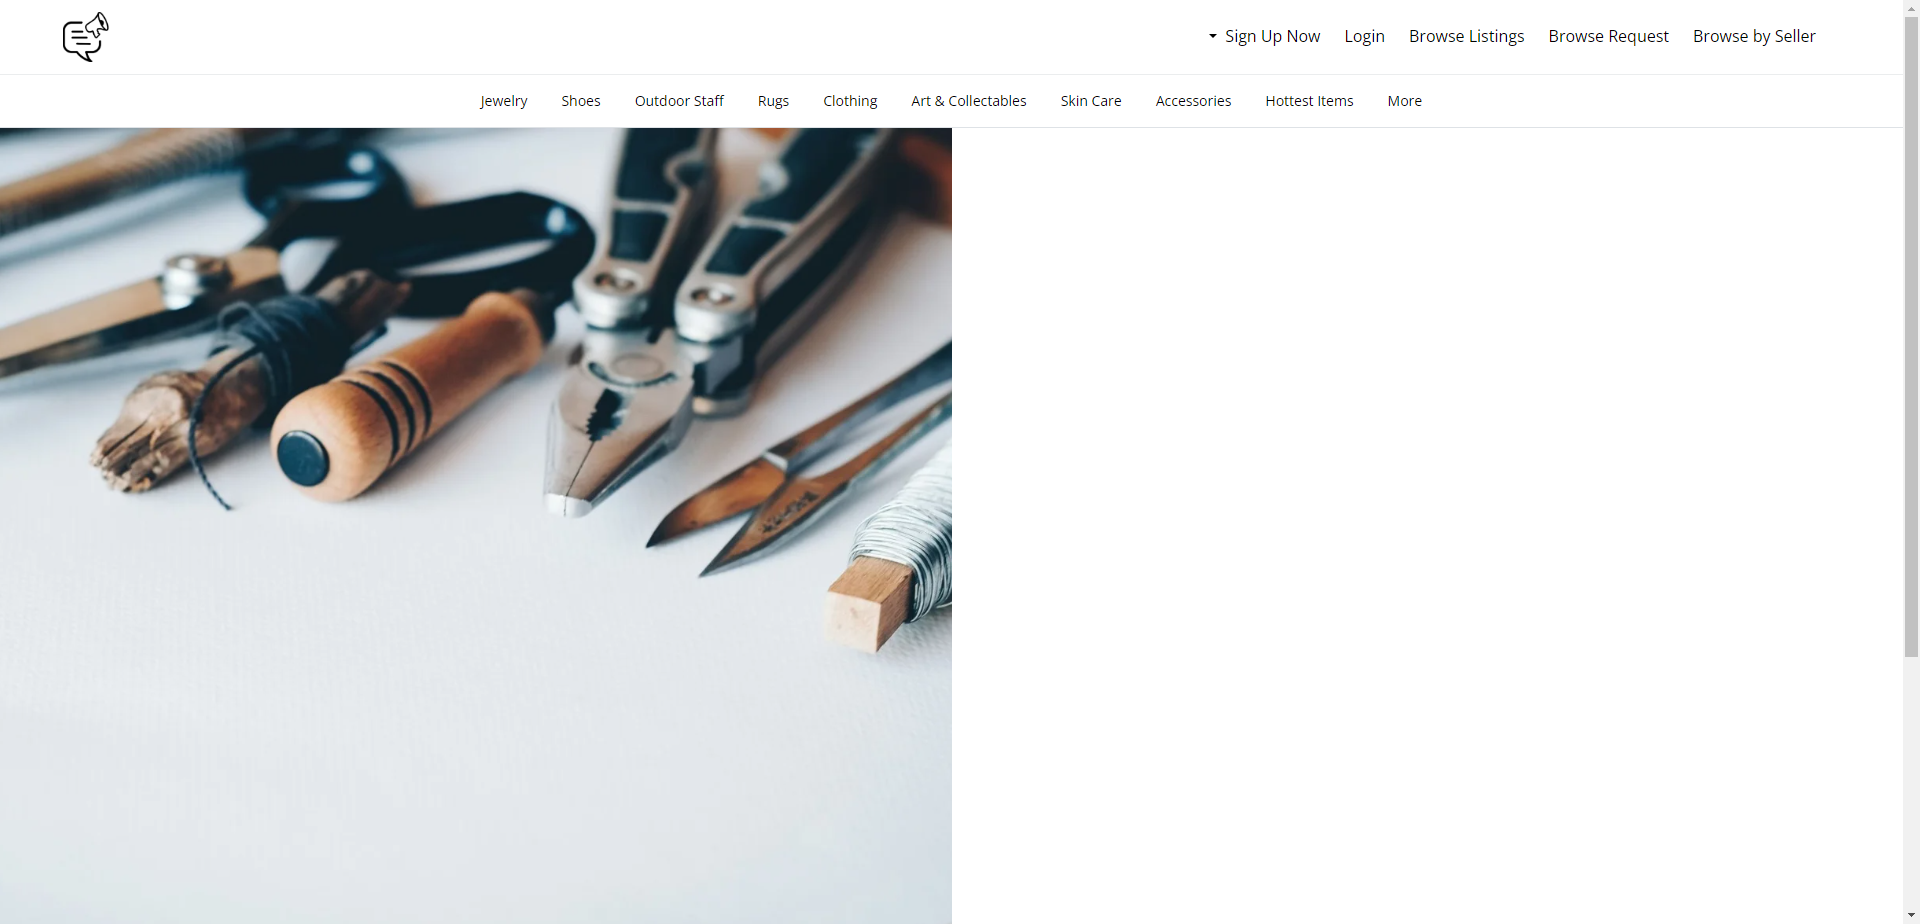 Sign Up Now Login Browse Listings Browse Request Browse by Seller
Jewelry Shoes Outdoor Staff Rugs Clothing Art & Collectables Skin Care Accessories Hottest Items More